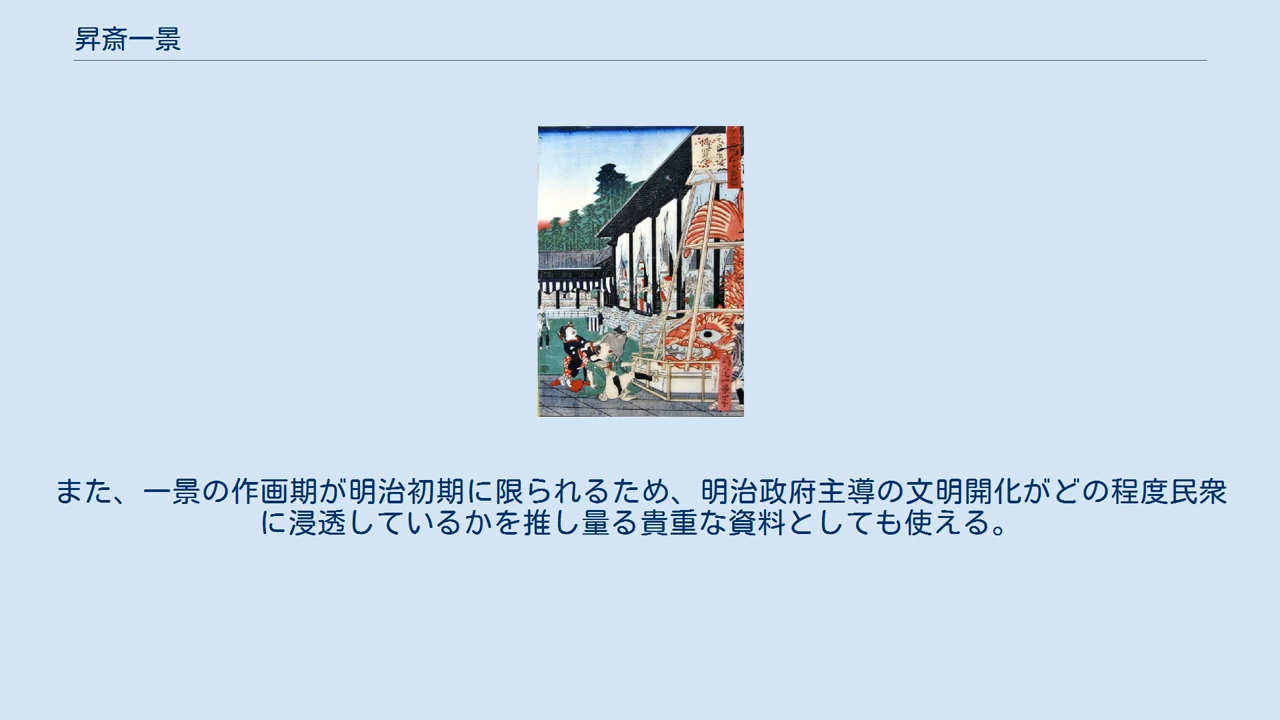 昇斎一景
また、一景の作画期が明治初期に限られるため、明治政府主導の文明開化がどの程度民衆
に浸透しているかを推し量る貴重な資料としても使える。